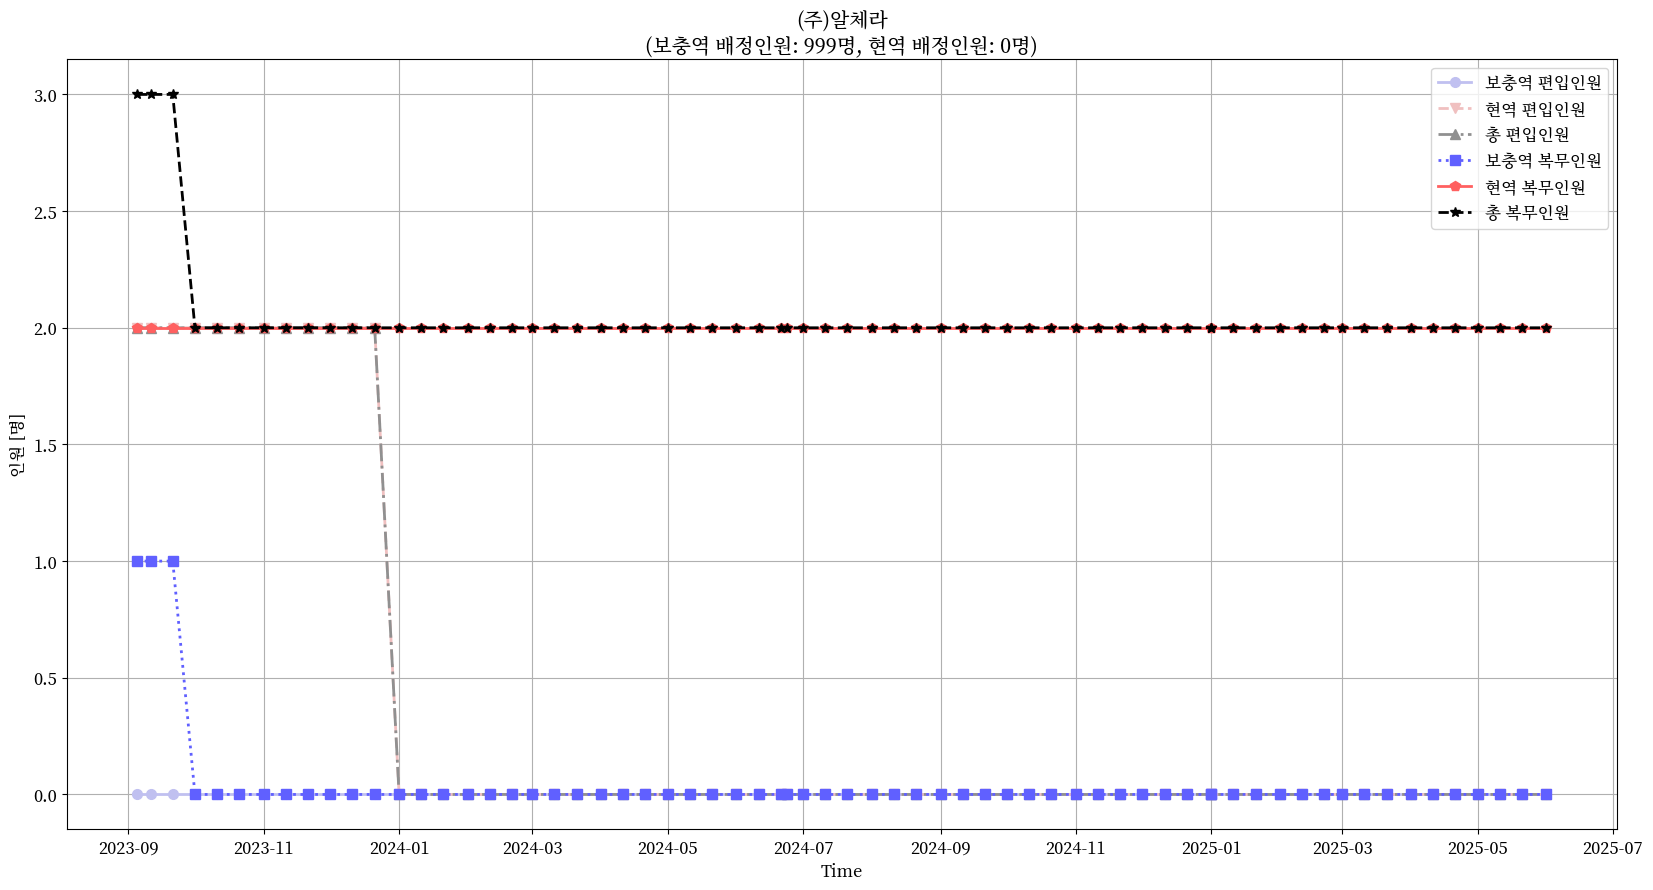 (주)알체라
(보충역 배정인원: 999명, 현역 배정인원: 0명)
보충역 편입인원
현역 편입인원
총 편입인원
보충역 복무인원
현역 복무인원
총 복무인원
3.0
2.5
2.0
1.5
1.0
0.5
0.0
인원 [명]
2023-09
2023-11
2024-01
2024-03
2024-05
2024-07
2024-09
2024-11
2025-01
2025-03
2025-05
2025-07
Time